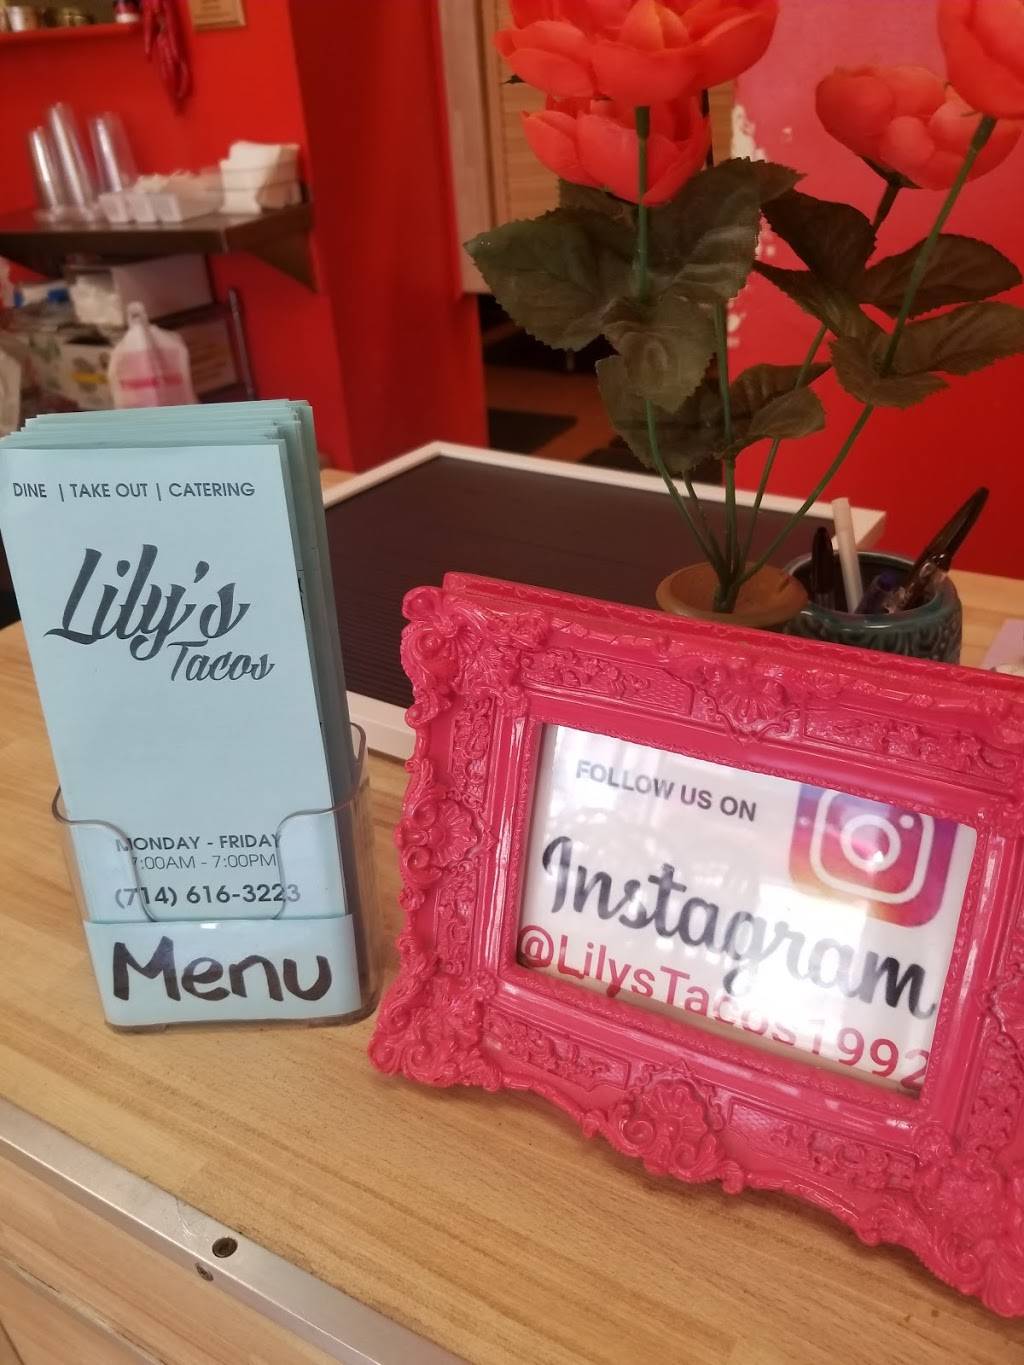 DINE | TAKE OUT | CATERING
Lily's
Tacos
MONDAY - FRIDAY
7:00AM - 7:00PM
(714) 616-3223
Menu
FOLLOW US ON
Instagram
@LilysTacos1992